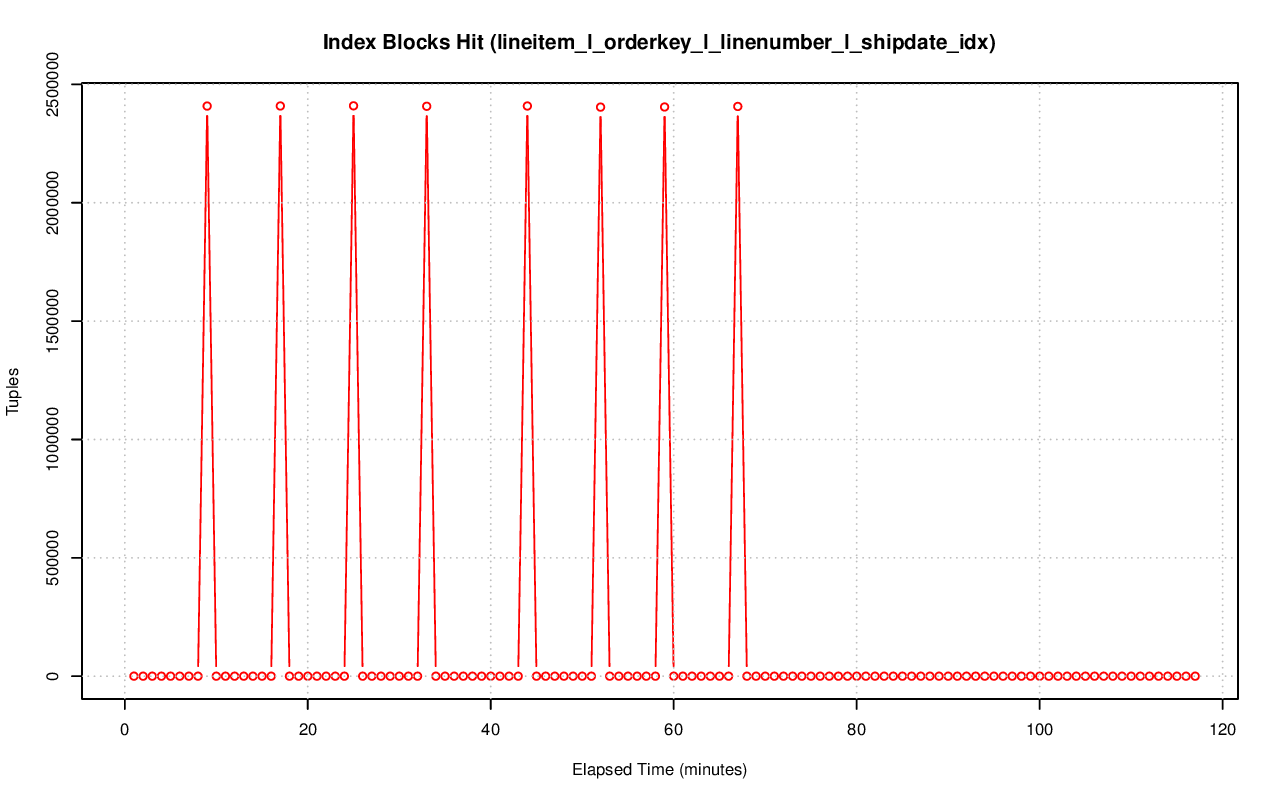 Index Blocks Hit (lineitem_l_orderkey_l_linenumber_l_shipdate_idx)
Tuples
2500000
2000000
1500000
1000000
500000
0
0 20 40 60 80 100 120
Elapsed Time (minutes)